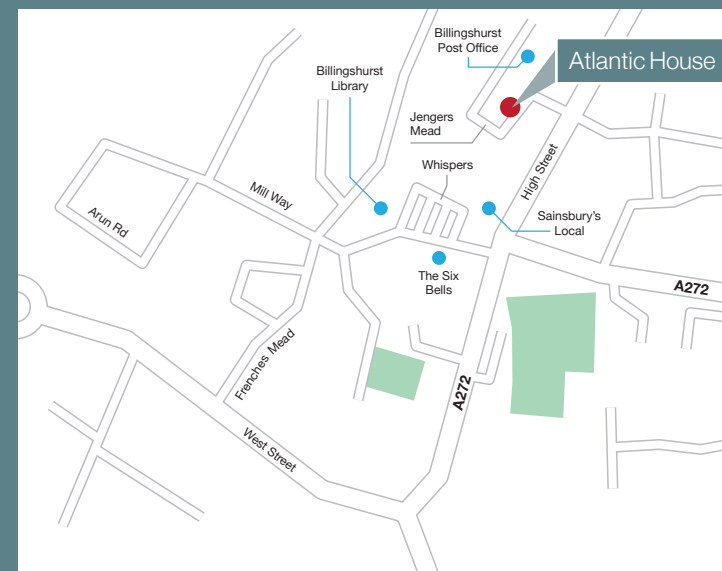 Billingshurst
Post Office
Atlantic House
Billingshurst
Library
Jengers
Mead
Whispers
High Street
Mill Way
Sainsbury's
Local
Arun Rd
The Six
Bells
A272
Frenches Mead
A272
West Street